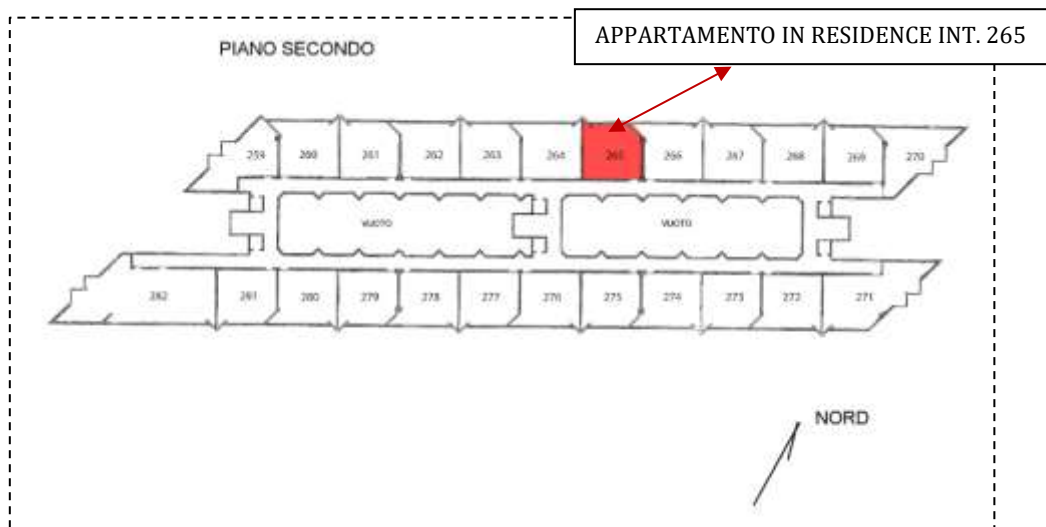 APPARTAMENTO IN RESIDENCE INT. 265
PIANO SECONDO
259 260 261 262 263 264 265 266 267 268 269 270
VUOTO VUOTO
282 281 280 279 278 277 276 275 274 273 272 271
NORD